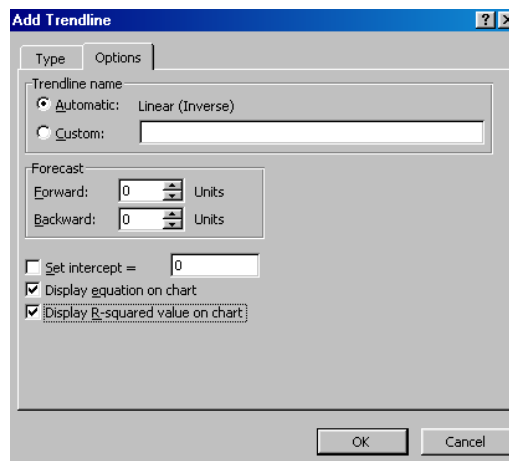 Add Trendline
Type Options
Trendline name
Automatic: Linear (Inverse)
Custom:
Forecast
Forward: 0 Units
Backward: 0 Units
Set intercept = 0
Display equation on chart
Display R-squared value on chart
OK Cancel